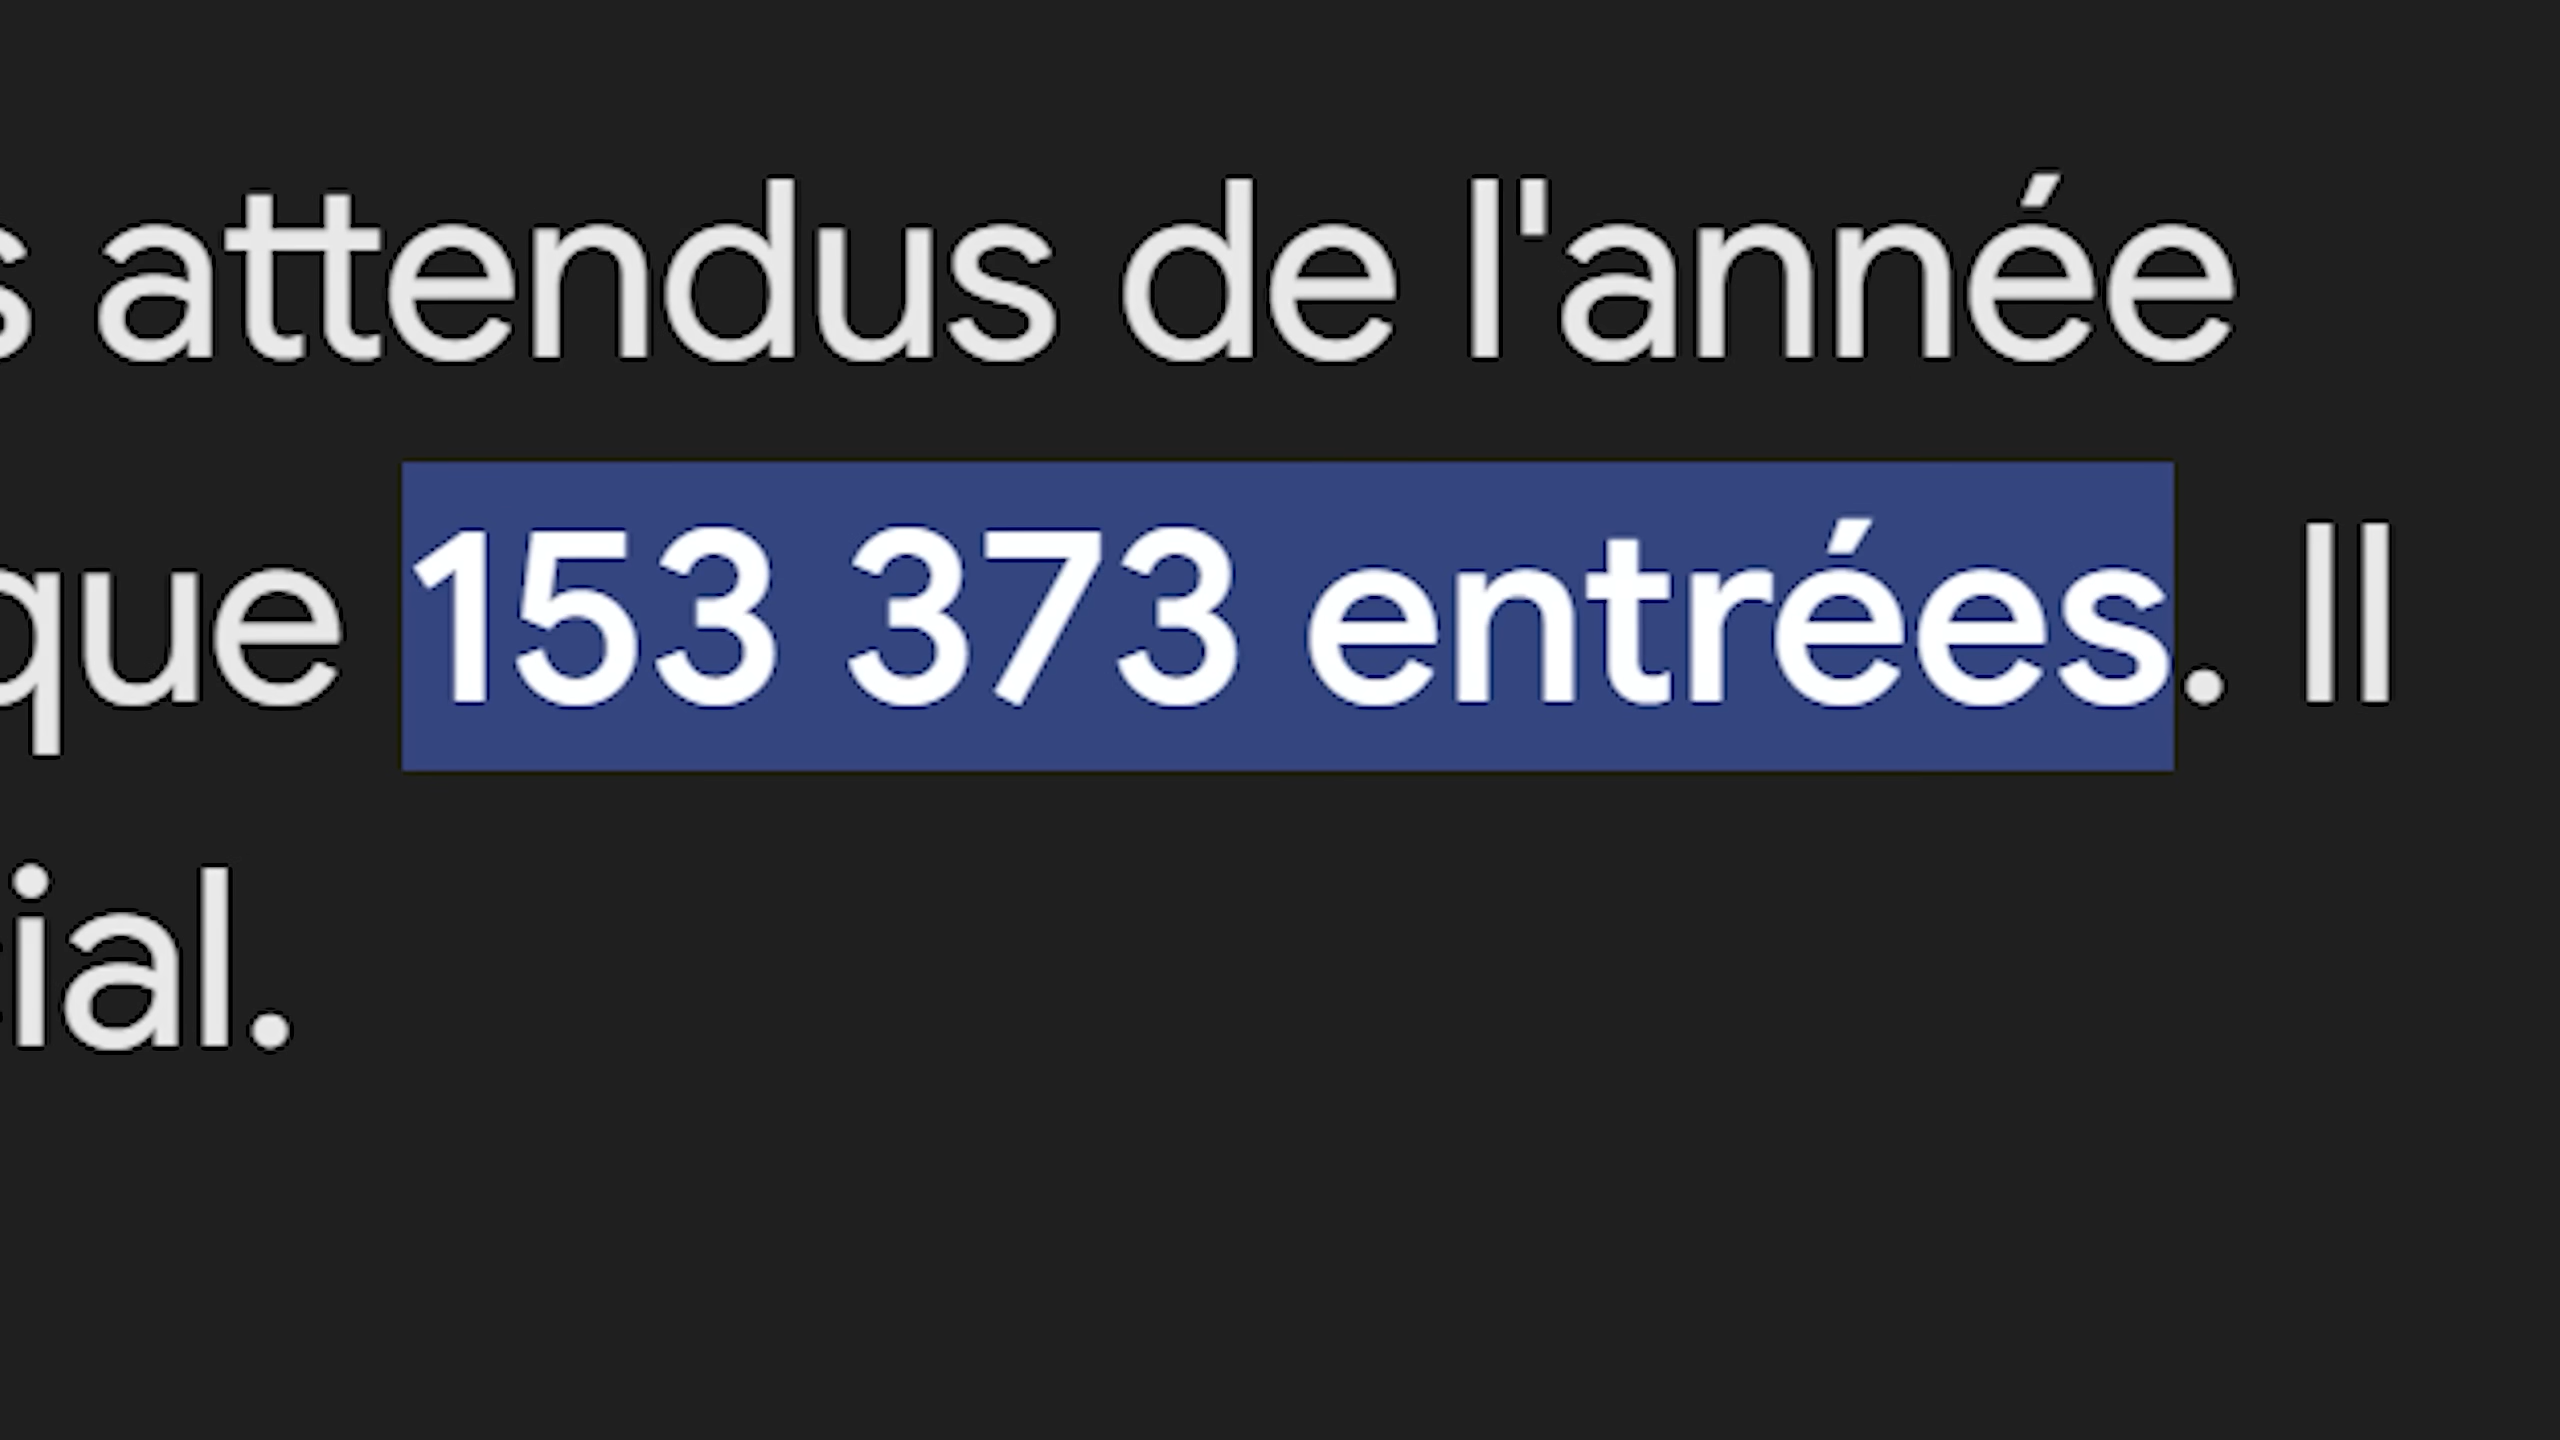 s attendus de l'année
que 153 373 entrées. Il
ial.